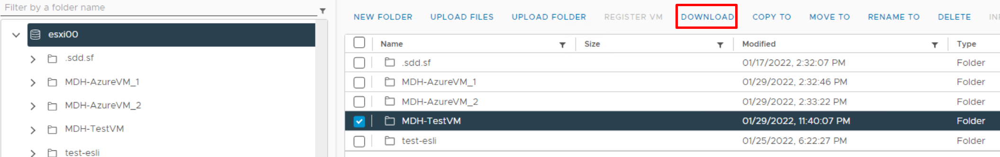 Filter by a folder name
esxi00
.sdd.sf
MDH-AzureVM_1
MDH-AzureVM_2
MDH-TestVM
test-esli
NEW FOLDER UPLOAD FILES UPLOAD FOLDER REGISTER VM DOWNLOAD COPY TO MOVE TO RENAME TO DELETE
Name Size Modified Type
.sdd.sf 01/17/2022, 2:32:07 PM Folder
MDH-AzureVM_1 01/29/2022, 2:32:46 PM Folder
MDH-AzureVM_2 01/29/2022, 2:33:22 PM Folder
MDH-TestVM 01/29/2022, 11:40:07 PM Folder
test-esli 01/25/2022, 6:22:27 PM Folder